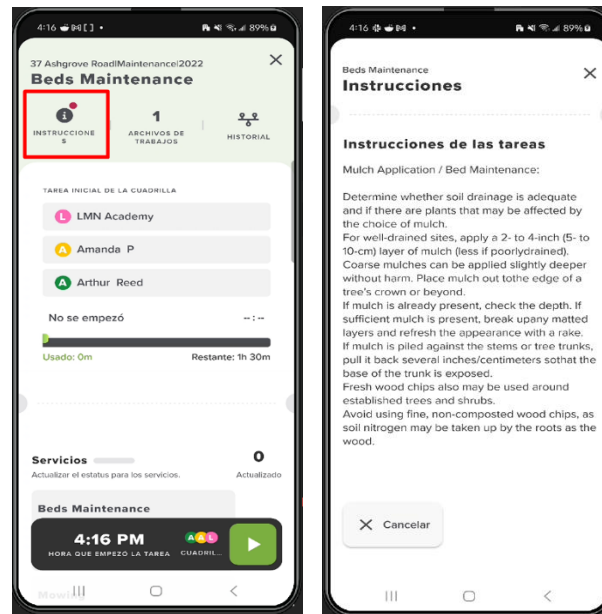 4:16
89%
37 Ashgrove Road|Maintenance|2022
Beds Maintenance
INSTRUCCIONE
S
1
ARCHIVOS DE
TRABAJOS
HISTORIAL
TAREA INICIAL DE LA CUADRILLA
L LMN Academy
A Amanda P
A Arthur Reed
No se empezó --:--
Usado: 0m Restante: 1h 30m
Servicios 0
Actualizar el estatus para los servicios. Actualizado
Beds Maintenance
4:16 PM
HORA QUE EMPEZÓ LA TAREA
A A L
CUADRIL...
Mowing
4:16
89%
Beds Maintenance
Instrucciones
Instrucciones de las tareas
Mulch Application / Bed Maintenance:
Determine whether soil drainage is adequate
and if there are plants that may be affected by
the choice of mulch.
For well-drained sites, apply a 2- to 4-inch (5- to
10-cm) layer of mulch (less if poorlydrained).
Coarse mulches can be applied slightly deeper
without harm. Place mulch out tothe edge of a
tree's crown or beyond.
If mulch is already present, check the depth. If
sufficient mulch is present, break upany matted
layers and refresh the appearance with a rake.
If mulch is piled against the stems or tree trunks,
pull it back several inches/centimeters sothat the
base of the trunk is exposed.
Fresh wood chips also may be used around
established trees and shrubs.
Avoid using fine, non-composted wood chips, as
soil nitrogen may be taken up by the roots as the
wood.
Cancelar